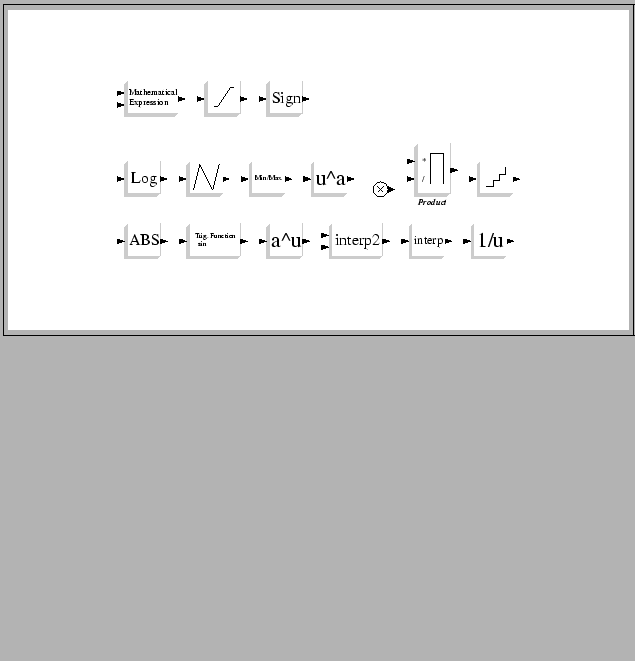 Mathematical
Expression
Sign
Log
Min/Max
u^a
*
/
Product
ABS
Trig. Function
sin
a^u
interp2
interp
1/u